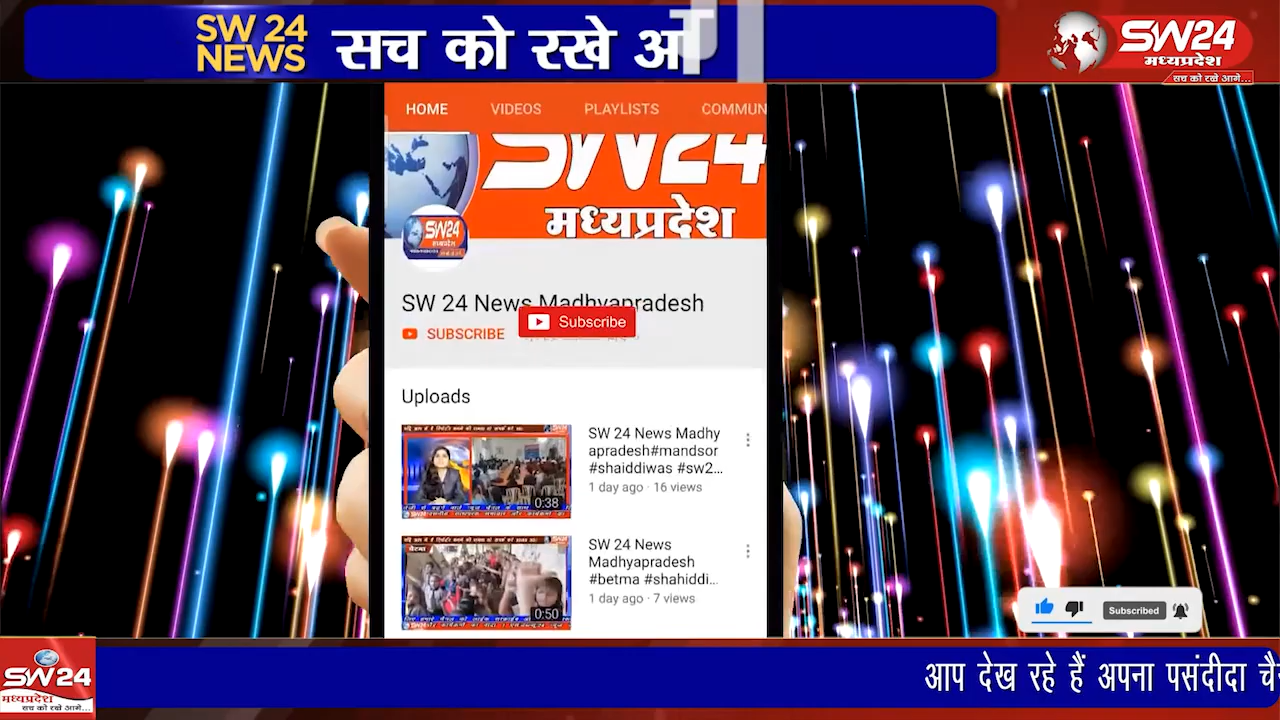 SW 24
NEWS
सच को रखे अ
SW24
मध्यप्रदेश
सच को रखे आगे...
HOME VIDEOS PLAYLISTS COMMUN
SW24
मध्यप्रदेश
SW24
SW 24 News Madhyapradesh
SUBSCRIBE
Subscribe
Uploads
SW 24 News Madhy
apradesh#mandsor
#shaiddiwas #sw2...
1 day ago · 16 views
0:38
SW 24 News
Madhyapradesh
#betma #shahiddi...
1 day ago · 7 views
बेटमा
0:50
Subscribed
SW24
मध्यप्रदेश
सच को रखे आगे...
आप देख रहे हैं अपना पसंदीदा